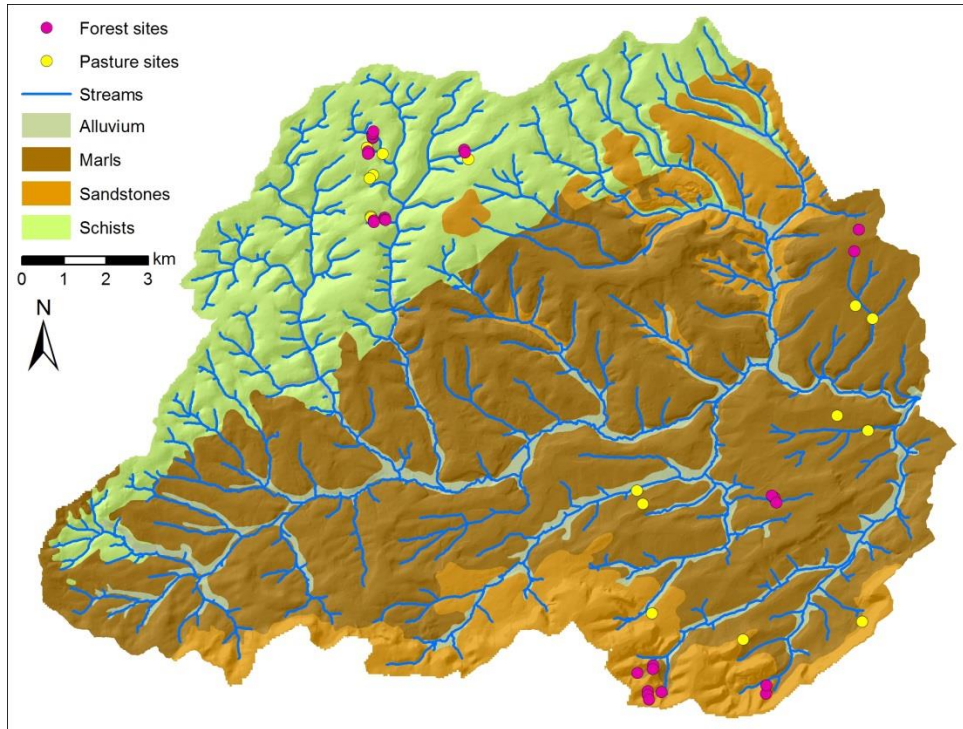 Forest sites
Pasture sites
Streams
Alluvium
Marls
Sandstones
Schists
0 1 2 3 km
N